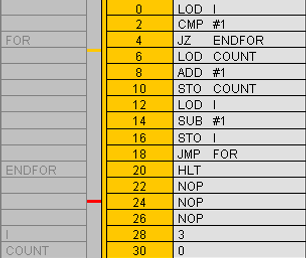 0 LOD I
2 CMP #1
FOR 4 JZ ENDFOR
6 LOD COUNT
8 ADD #1
10 STO COUNT
12 LOD I
14 SUB #1
16 STO I
18 JMP FOR
ENDFOR 20 HLT
22 NOP
24 NOP
26 NOP
I 28 3
COUNT 30 0